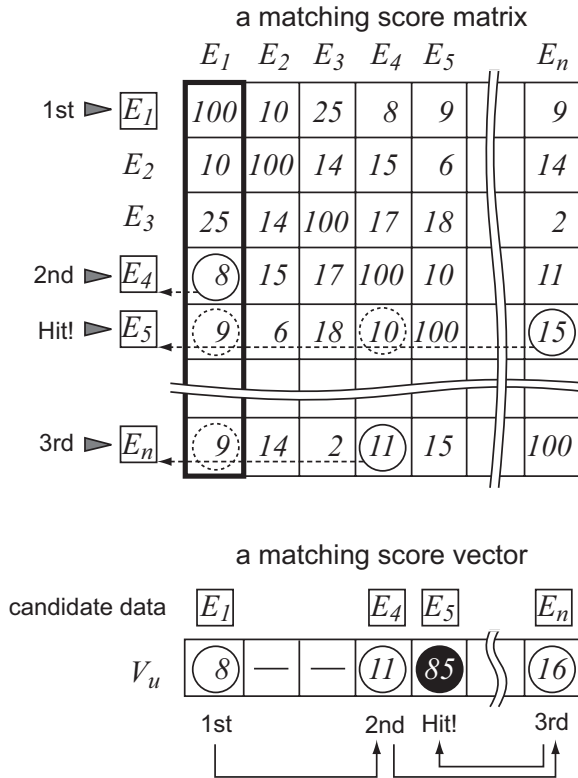 a matching score matrix
E1 E2 E3 E4 E5 En
1st E1 100 10 25 8 9 9
E2 10 100 14 15 6 14
E3 25 14 100 17 18 2
2nd E4 8 15 17 100 10 11
Hit! E5 9 6 18 10 100 15
3rd En 9 14 2 11 15 100
a matching score vector
candidate data E1 E4 E5 En
Vu 8 — — 11 85 16
1st 2nd Hit! 3rd